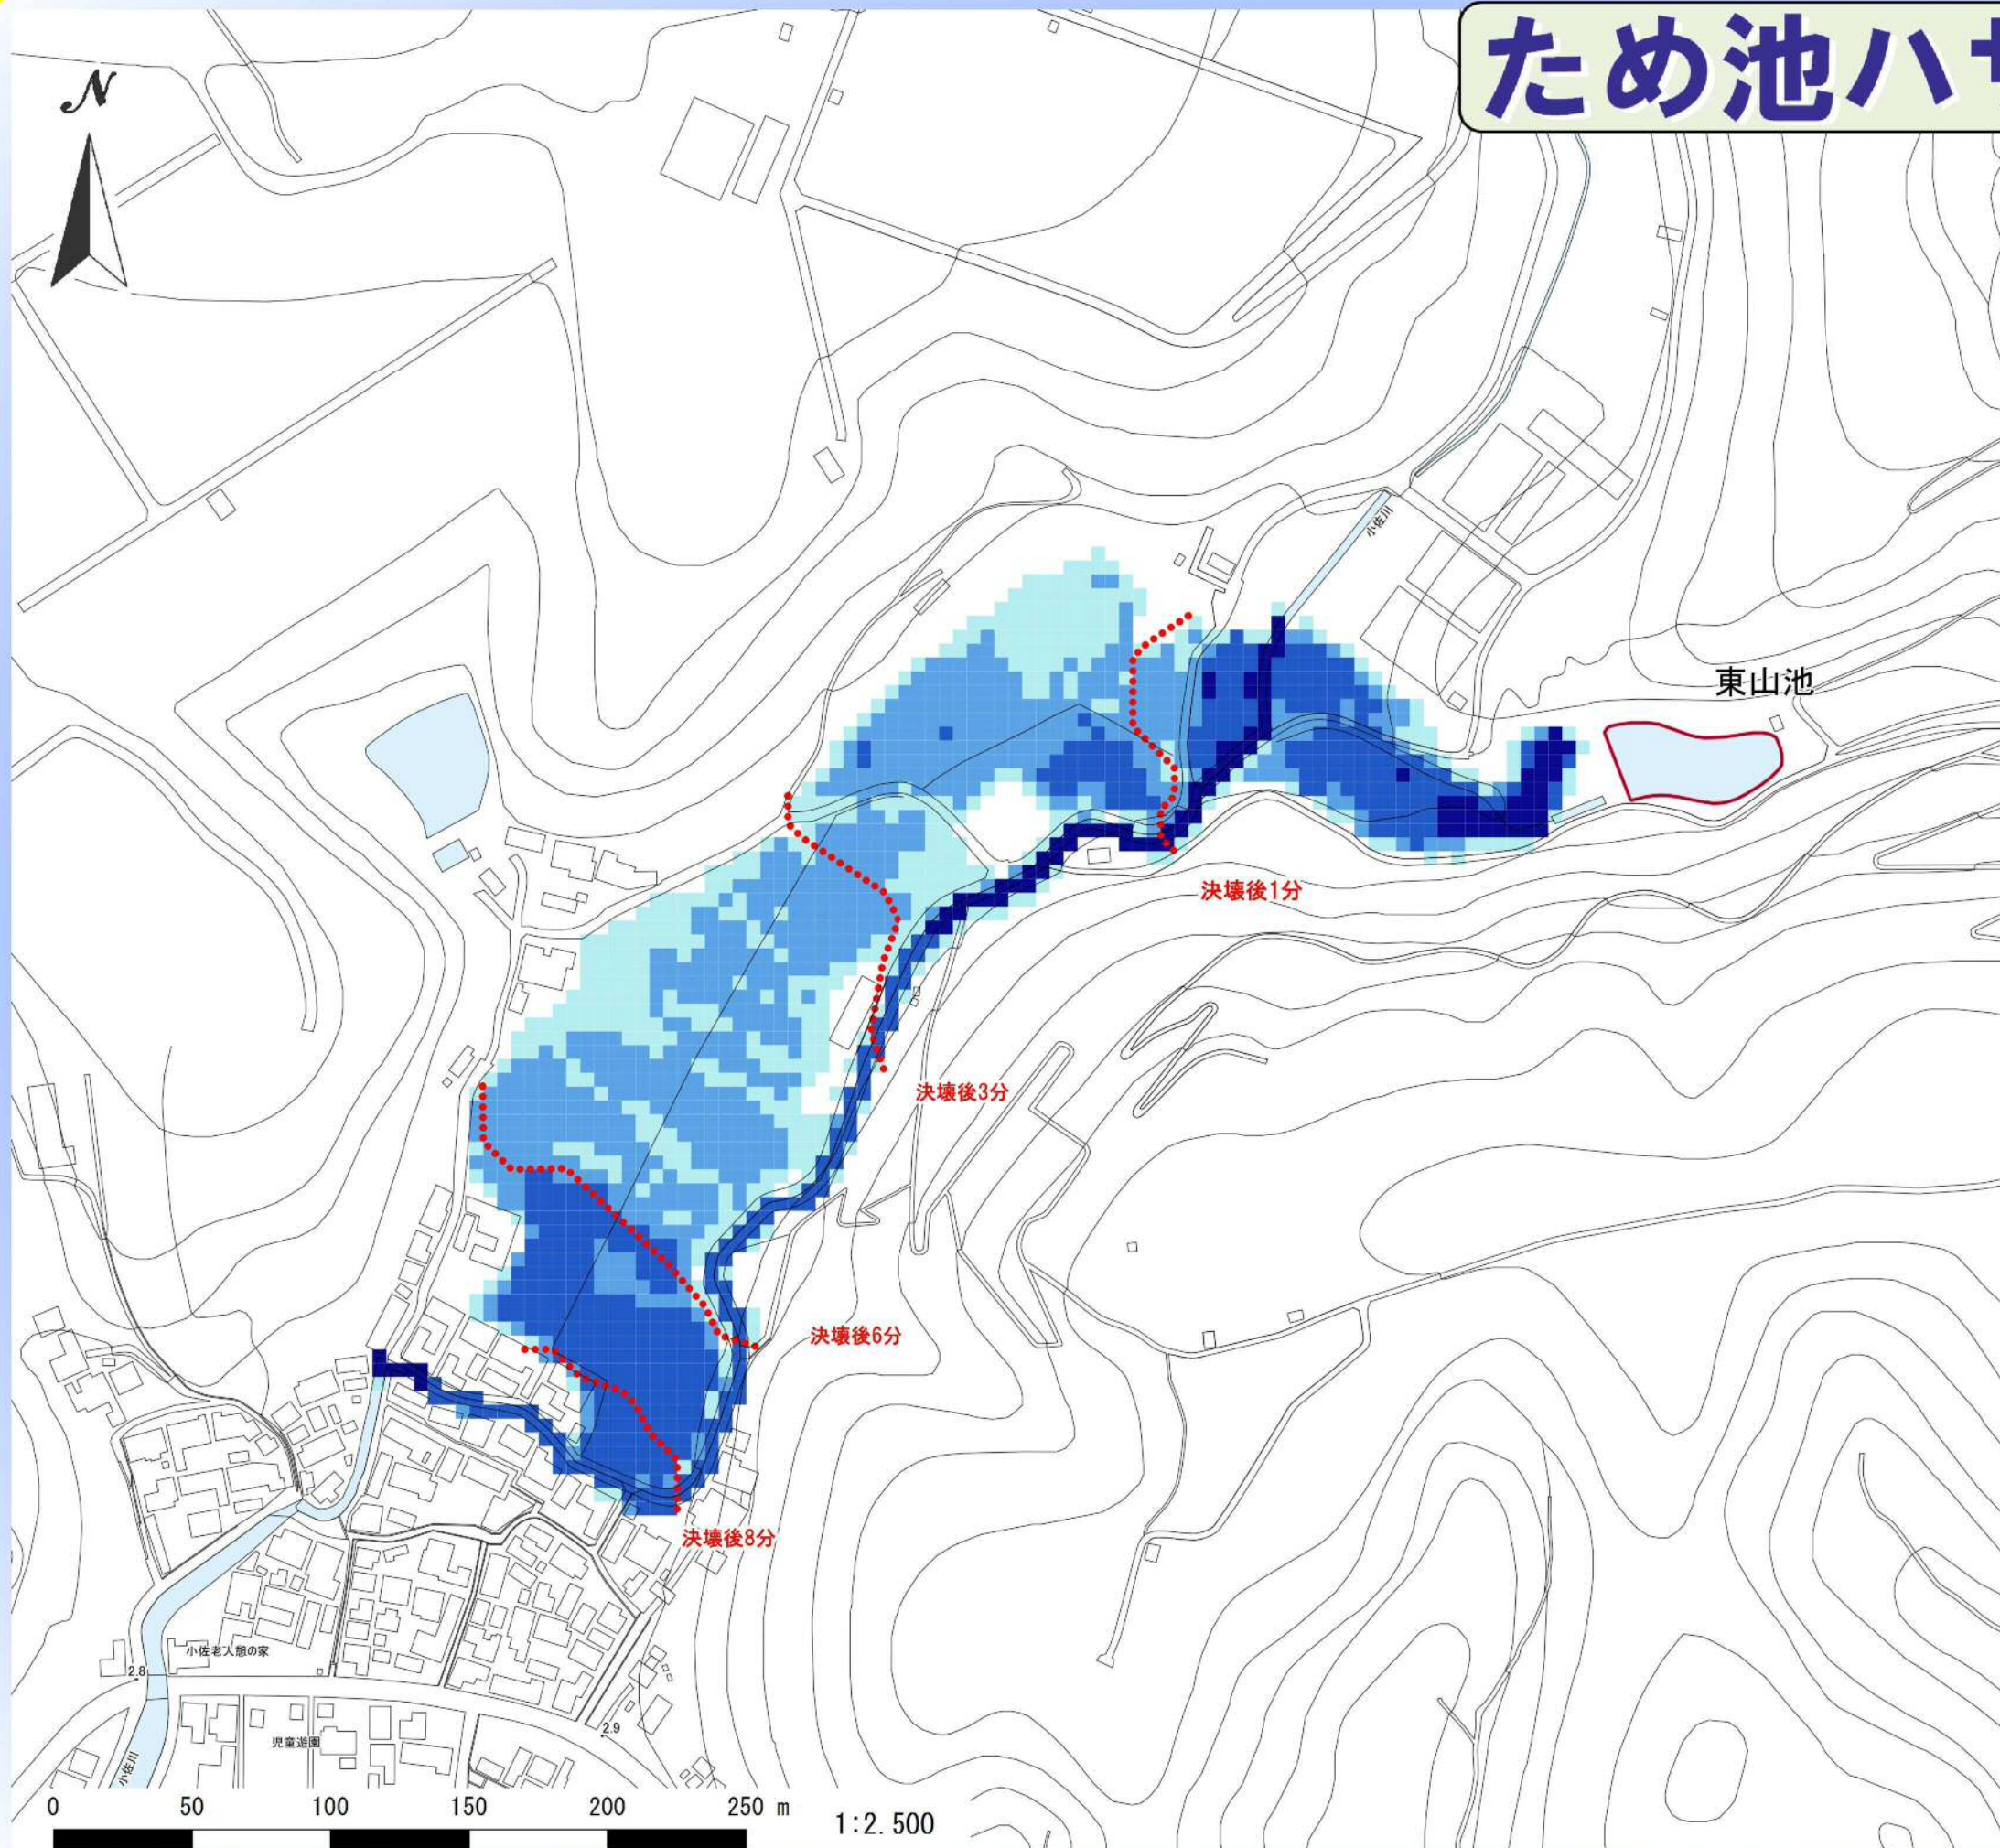 ため池ハザ
N
小佐川
東山池
決壊後1分
決壊後3分
決壊後6分
決壊後8分
小佐老人憩の家
2.8
2.9
児童遊園
小佐川
0 50 100 150 200 250 m
1:2.500